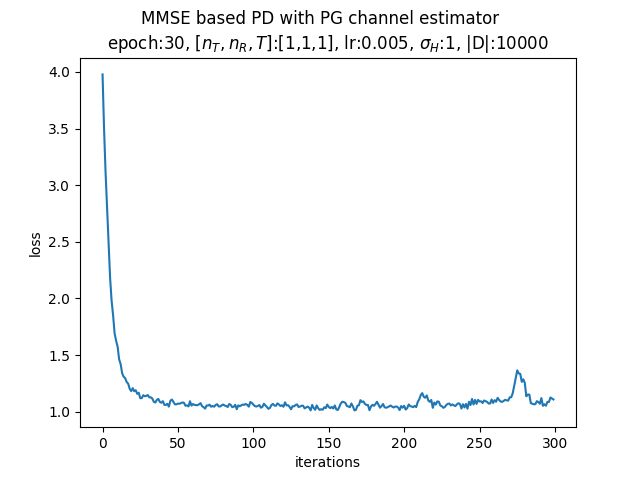 MMSE based PD with PG channel estimator
epoch:30, [n_T, n_R, T]:[1,1,1], lr:0.005, σ_H:1, |D|:10000
4.0
3.5
3.0
2.5
2.0
1.5
1.0
loss
0 50 100 150 200 250 300
iterations